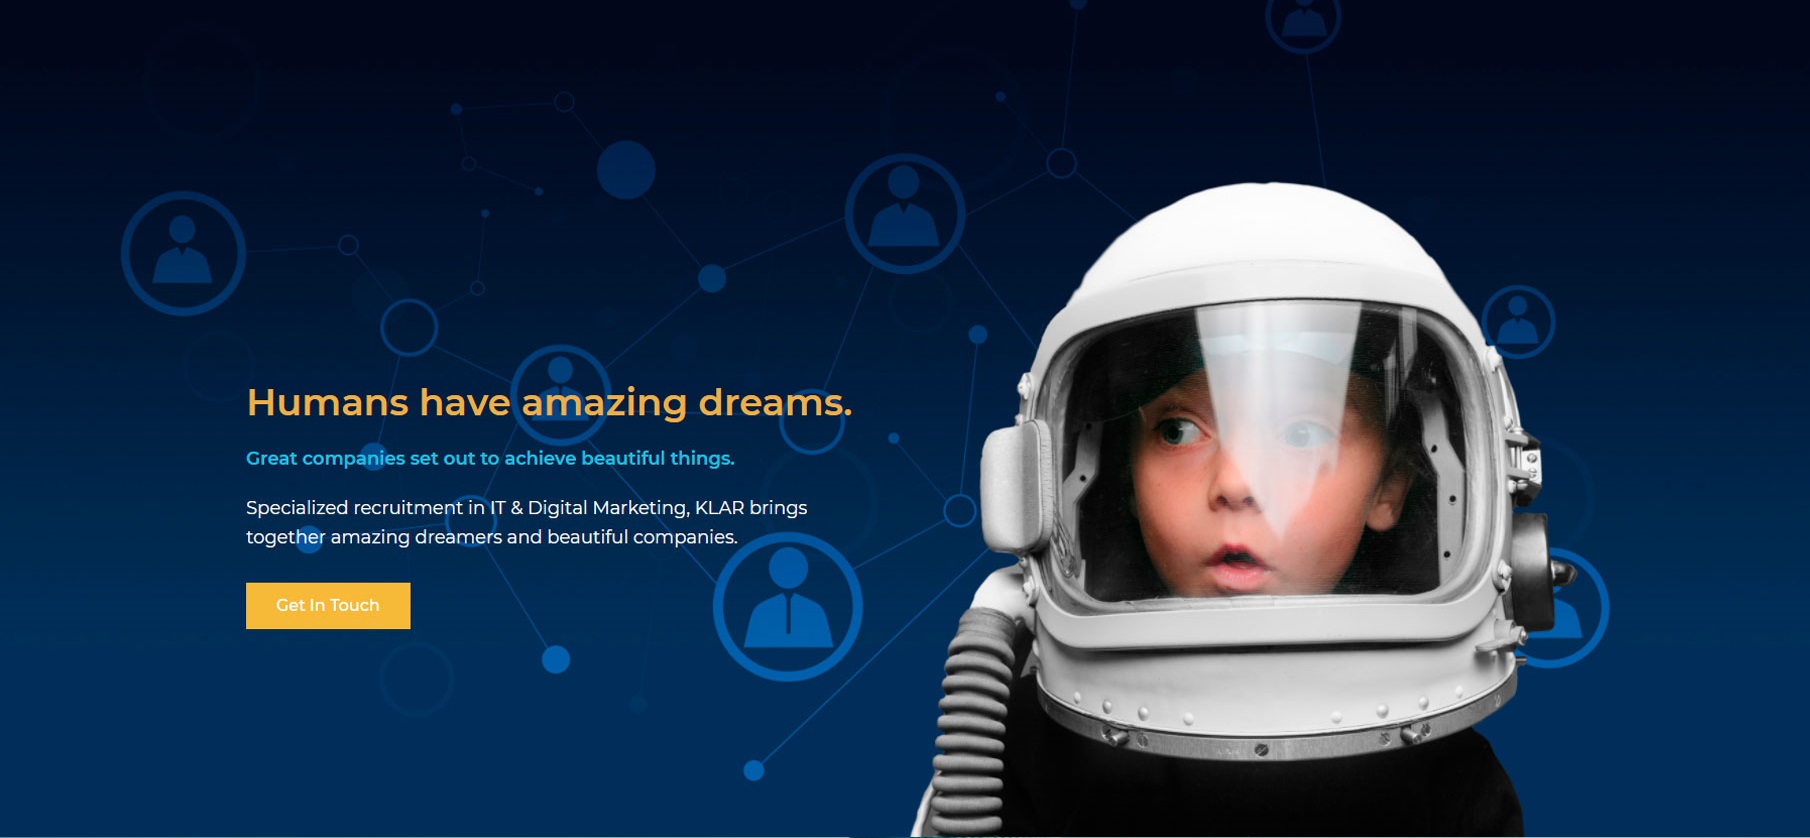 Humans have amazing dreams.
Great companies set out to achieve beautiful things.
Specialized recruitment in IT & Digital Marketing, KLAR brings
together amazing dreamers and beautiful companies.
Get In Touch